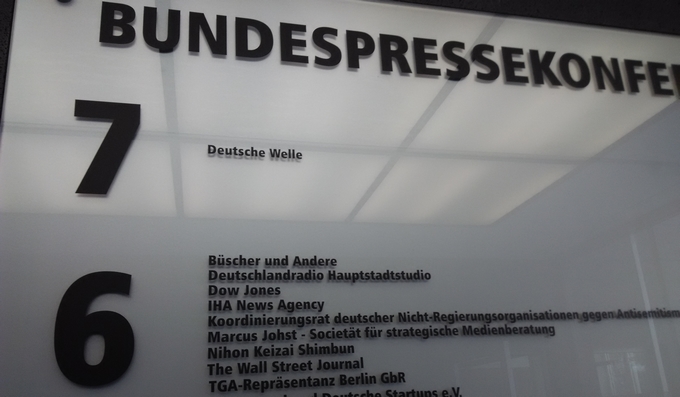 BUNDESPRESSEKONFE
7
Deutsche Welle
6
Büscher und Andere
Deutschlandradio Hauptstadtstudio
Dow Jones
IHA News Agency
Koordinierungsrat deutscher Nicht-Regierungsorganisationen gegen Antisemitism
Marcus Johst - Societät für strategische Medienberatung
Nihon Keizai Shimbun
The Wall Street Journal
TGA-Repräsentanz Berlin GbR
and Deutsche Startups e.V.